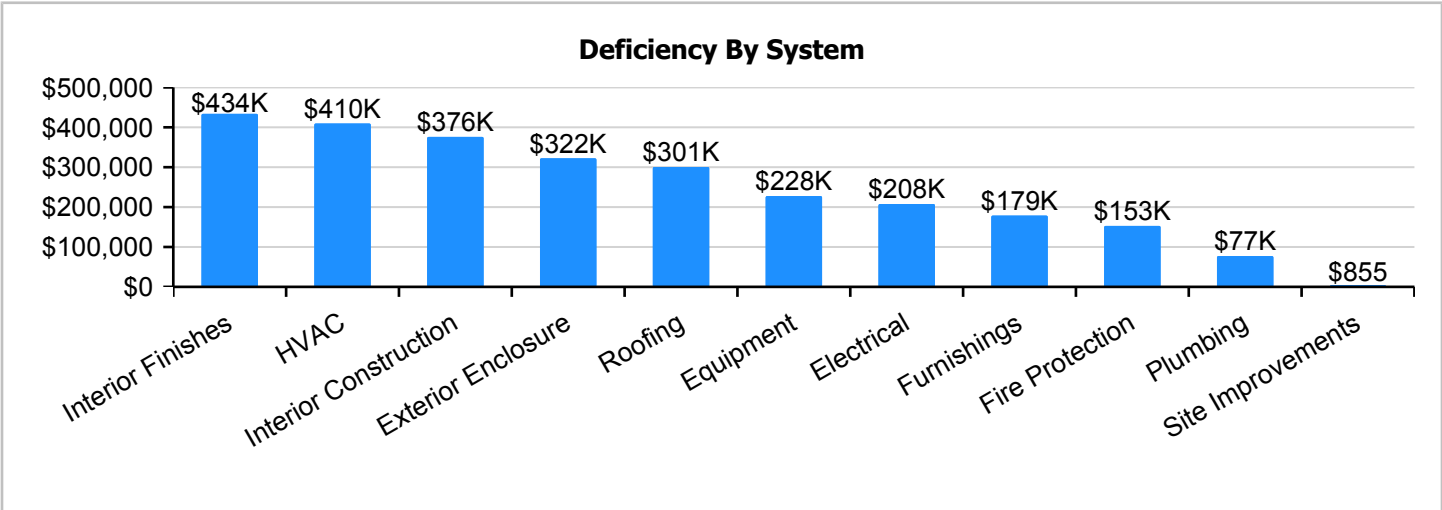 Deficiency By System
$500,000
$400,000
$300,000
$200,000
$100,000
$0
$434K
$410K
$376K
$322K
$301K
$228K
$208K
$179K
$153K
$77K
$855
Interior Finishes
HVAC
Interior Construction
Exterior Enclosure
Roofing
Equipment
Electrical
Furnishings
Fire Protection
Plumbing
Site Improvements